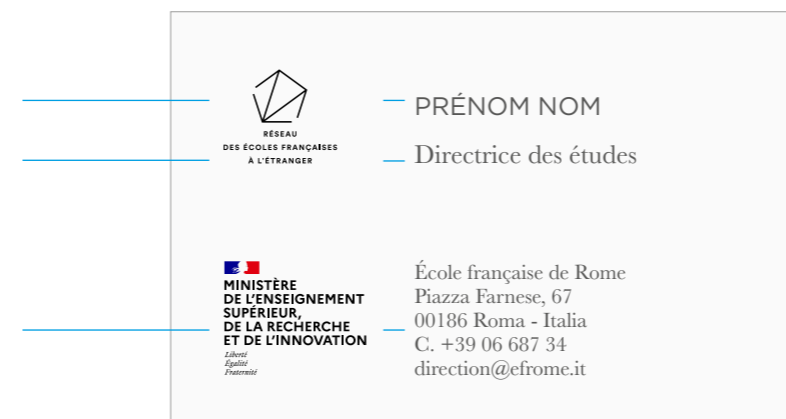 RÉSEAU
DES ÉCOLES FRANÇAISES
À L'ÉTRANGER
PRÉNOM NOM
Directrice des études
MINISTÈRE
DE L'ENSEIGNEMENT
SUPÉRIEUR,
DE LA RECHERCHE
ET DE L'INNOVATION
Liberté
Égalité
Fraternité
École française de Rome
Piazza Farnese, 67
00186 Roma - Italia
C. +39 06 687 34
direction@efrome.it